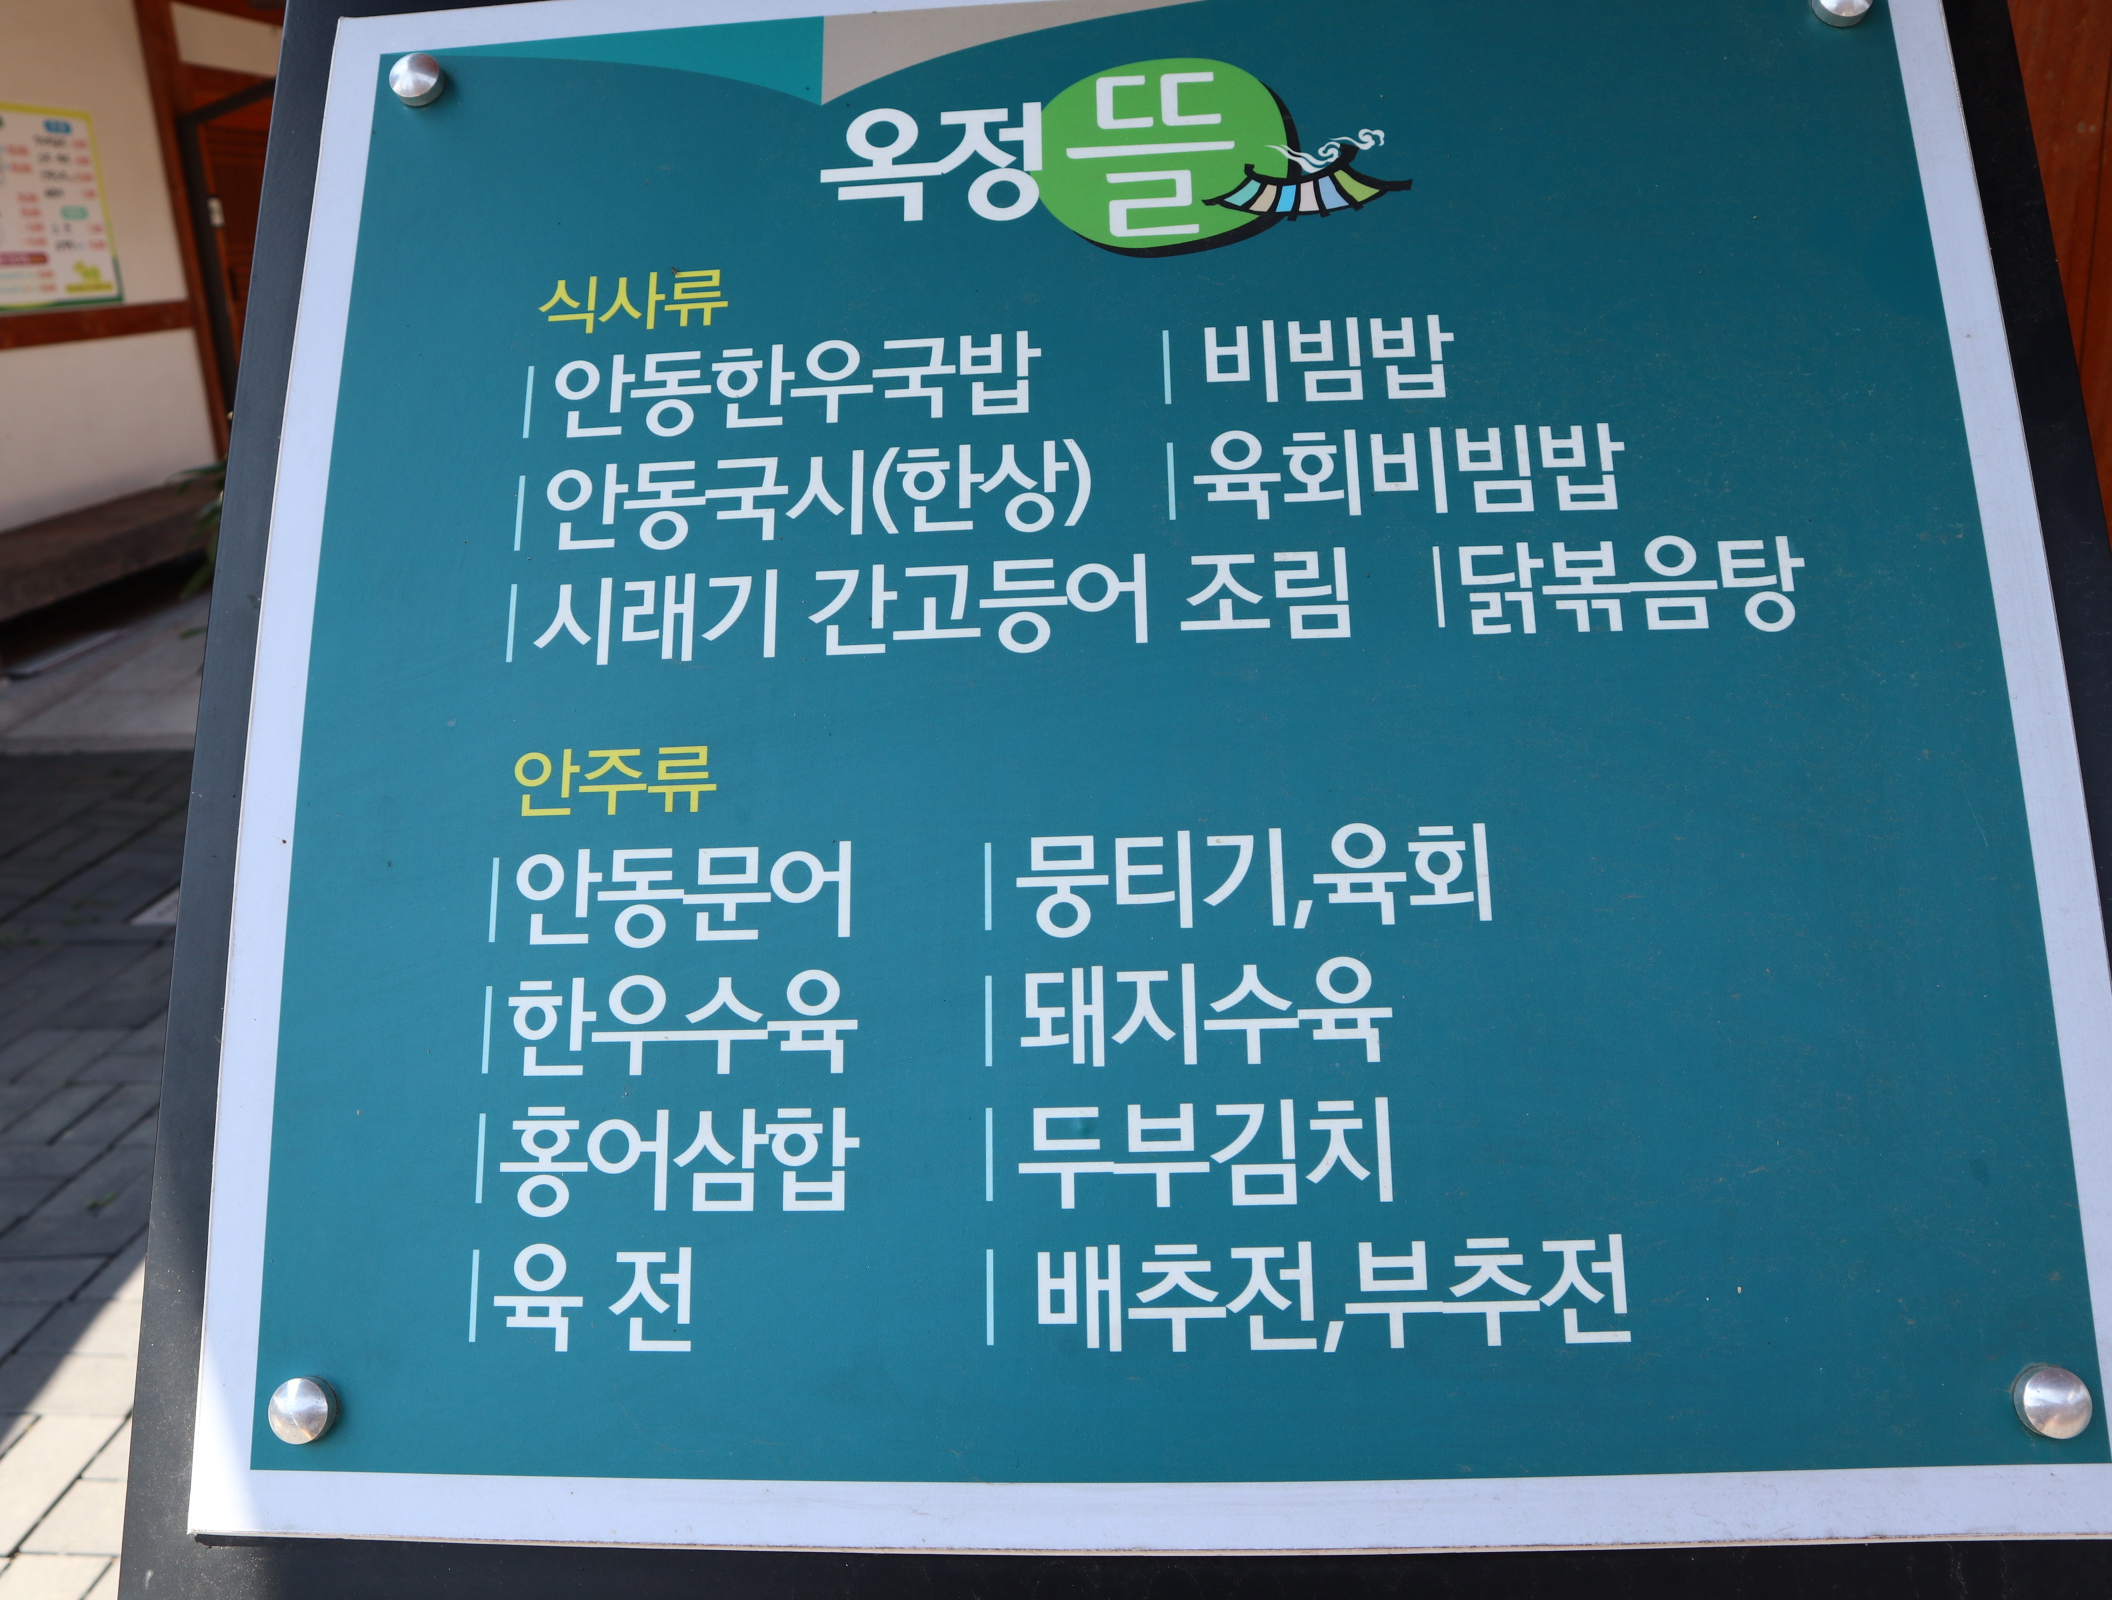 옥정뜰
식사류
안동한우국밥 비빔밥
안동국시(한상) 육회비빔밥
시래기 간고등어 조림 닭볶음탕
안주류
안동문어 뭉티기,육회
한우수육 돼지수육
홍어삼합 두부김치
육 전 배추전,부추전